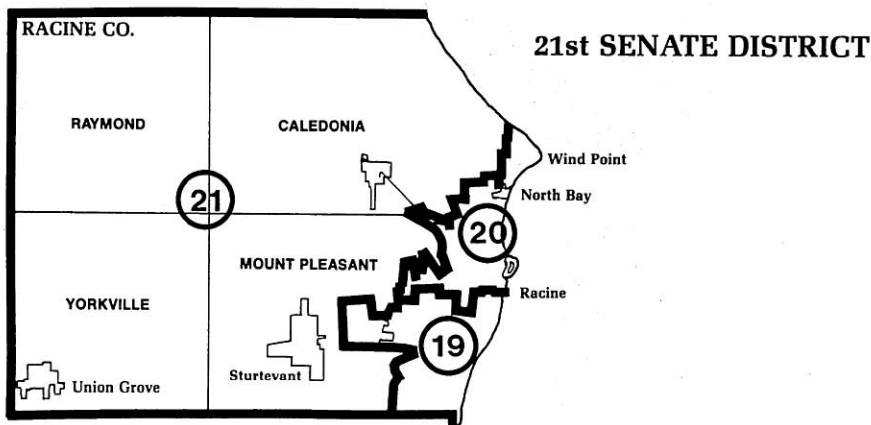 RACINE CO.
21st SENATE DISTRICT
RAYMOND
CALEDONIA
Wind Point
21
North Bay
20
MOUNT PLEASANT
Racine
YORKVILLE
19
Sturtevant
Union Grove